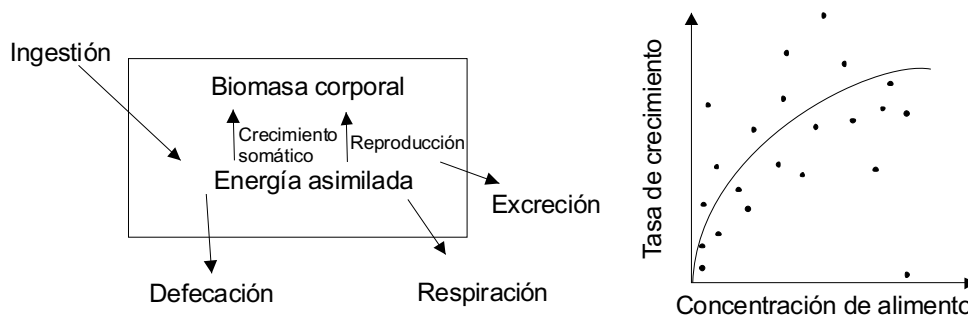 Ingestión
Biomasa corporal
Crecimiento
somático
Reproducción
Energía asimilada
Excreción
Defecación
Respiración
Tasa de crecimiento
Concentración de alimento